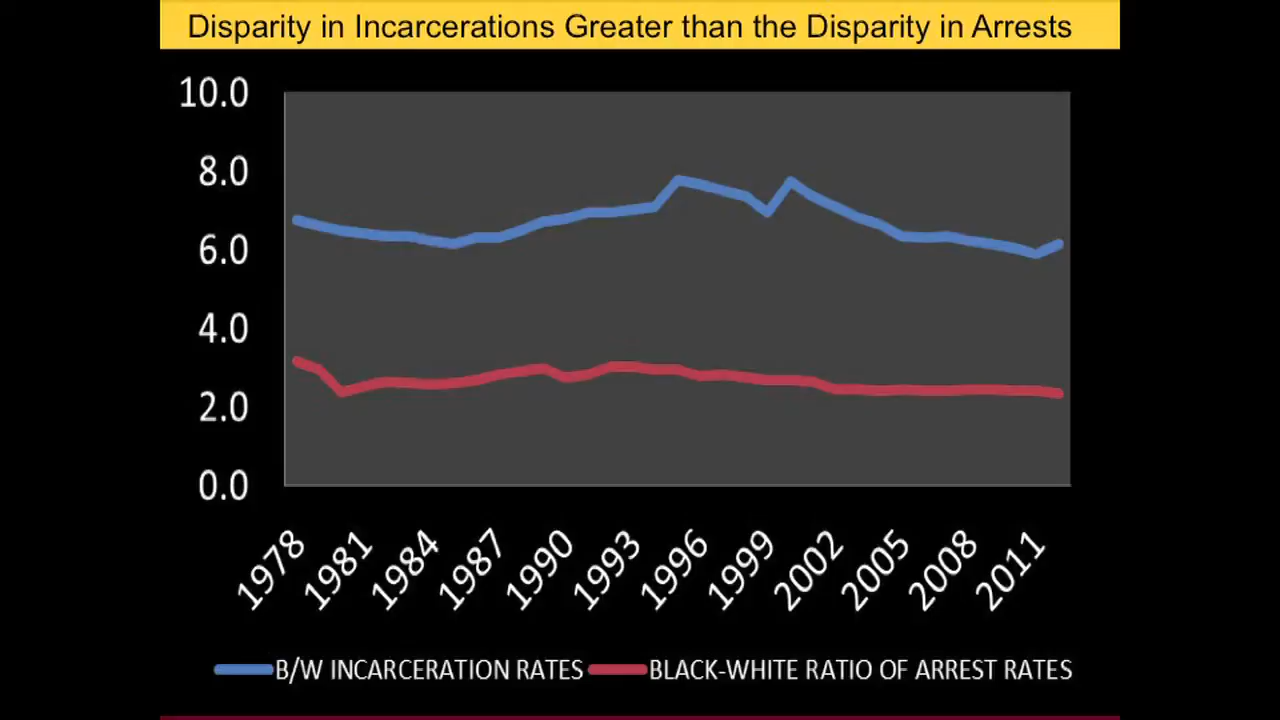 Disparity in Incarcerations Greater than the Disparity in Arrests
10.0
8.0
6.0
4.0
2.0
0.0
1978 1981 1984 1987 1990 1993 1996 1999 2002 2005 2008 2011
B/W INCARCERATION RATES BLACK-WHITE RATIO OF ARREST RATES